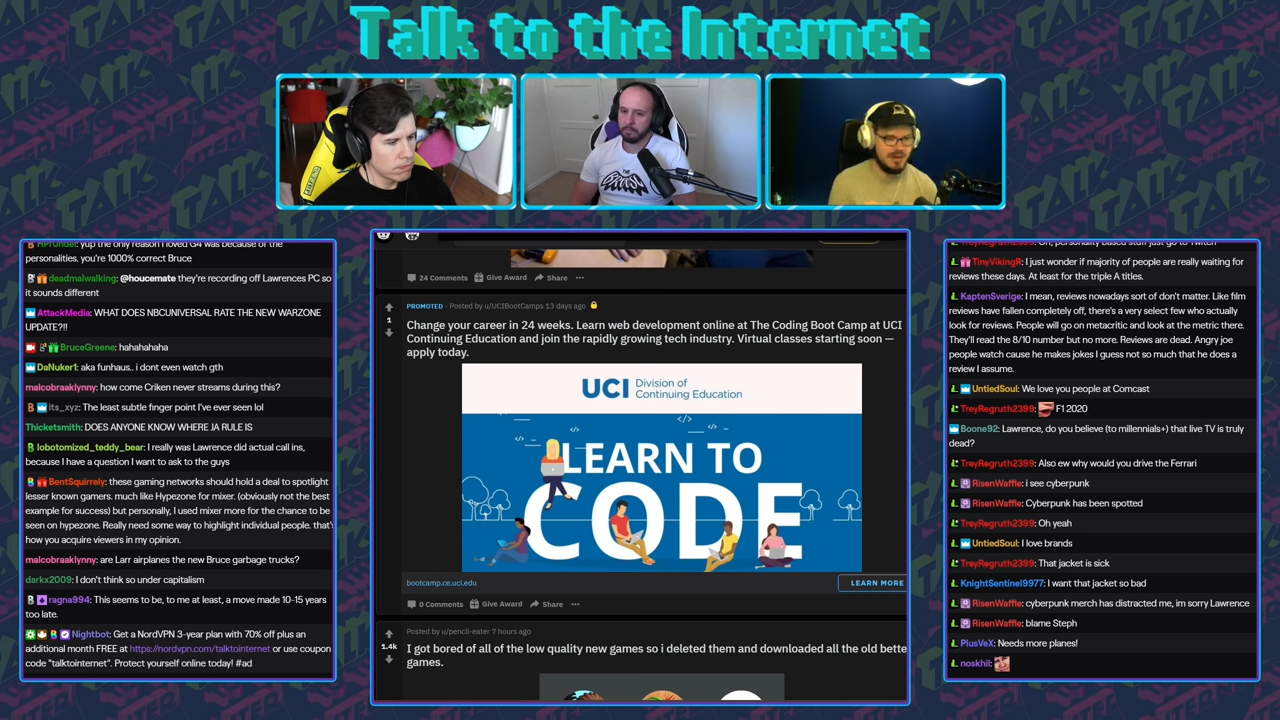 Talk to the Internet
HPrunder: yup the only reason I loved G4 was because of the
personalities. you're 1000% correct Bruce
deadmalwalking: @houcemate they're recording off Lawrences PC so
it sounds different
AttackMedia: WHAT DOES NBCUNIVERSAL RATE THE NEW WARZONE
UPDATE?!!
BruceGreene: hahahahaha
DaNuker1: aka funhaus.. i dont even watch gth
malcobraaklynny: how come Criken never streams during this?
its_xyz: The least subtle finger point I've ever seen lol
Thicketsmith: DOES ANYONE KNOW WHERE JA RULE IS
lobotomized_teddy_bear: I really was Lawrence did actual call ins,
because I have a question I want to ask to the guys
BentSquirrely: these gaming networks should hold a deal to spotlight
lesser known gamers. much like Hypezone for mixer. (obviously not the best
example for success) but personally, I used mixer more for the chance to be
seen on hypezone. Really need some way to highlight individual people. that's
how you acquire viewers in my opinion.
malcobraaklynny: are Larr airplanes the new Bruce garbage trucks?
darkx2009: I don't think so under capitalism
ragna994: This seems to be, to me at least, a move made 10-15 years
too late.
Nightbot: Get a NordVPN 3-year plan with 70% off plus an
additional month FREE at https://nordvpn.com/talktointernet or use coupon
code "talktointernet". Protect yourself online today! #ad
24 Comments Give Award Share
PROMOTED · Posted by u/UCIBootCamps 13 days ago
1
Change your career in 24 weeks. Learn web development online at The Coding Boot Camp at UCI
Continuing Education and join the rapidly growing tech industry. Virtual classes starting soon —
apply today.
UCI Division of
Continuing Education
LEARN TO
CODE
bootcamp.ce.uci.edu
LEARN MORE
0 Comments Give Award Share
Posted by u/pencil-eater 7 hours ago
1.4k
I got bored of all of the low quality new games so i deleted them and downloaded all the old bette
games.
TreyRegruth2399: Oh, personality based stuff just go to Twitch
TinyVikingR: I just wonder if majority of people are really waiting for
reviews these days. At least for the triple A titles.
KaptenSverige: I mean, reviews nowadays sort of don't matter. Like film
reviews have fallen completely off, there's a very select few who actually
look for reviews. People will go on metacritic and look at the metric there.
They'll read the 8/10 number but no more. Reviews are dead. Angry joe
people watch cause he makes jokes I guess not so much that he does a
review I assume.
UntiedSoul: We love you people at Comcast
TreyRegruth2399: F1 2020
Boone92: Lawrence, do you believe (to millennials+) that live TV is truly
dead?
TreyRegruth2399: Also ew why would you drive the Ferrari
RisenWaffle: i see cyberpunk
RisenWaffle: Cyberpunk has been spotted
TreyRegruth2399: Oh yeah
UntiedSoul: I love brands
TreyRegruth2399: That jacket is sick
KnightSentinel9977: I want that jacket so bad
RisenWaffle: cyberpunk merch has distracted me, im sorry Lawrence
RisenWaffle: blame Steph
PlusVeX: Needs more planes!
noskhil: